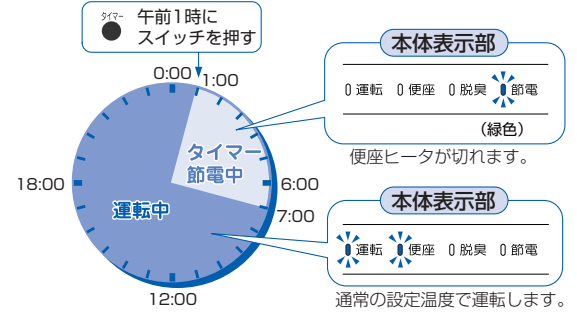 タイマー
午前1時に
スイッチを押す
0:00
1:00
6:00
7:00
12:00
18:00
タイマー
節電中
運転中
本体表示部
運転 便座 脱臭 節電
(緑色)
便座ヒータが切れます。
本体表示部
運転 便座 脱臭 節電
通常の設定温度で運転します。